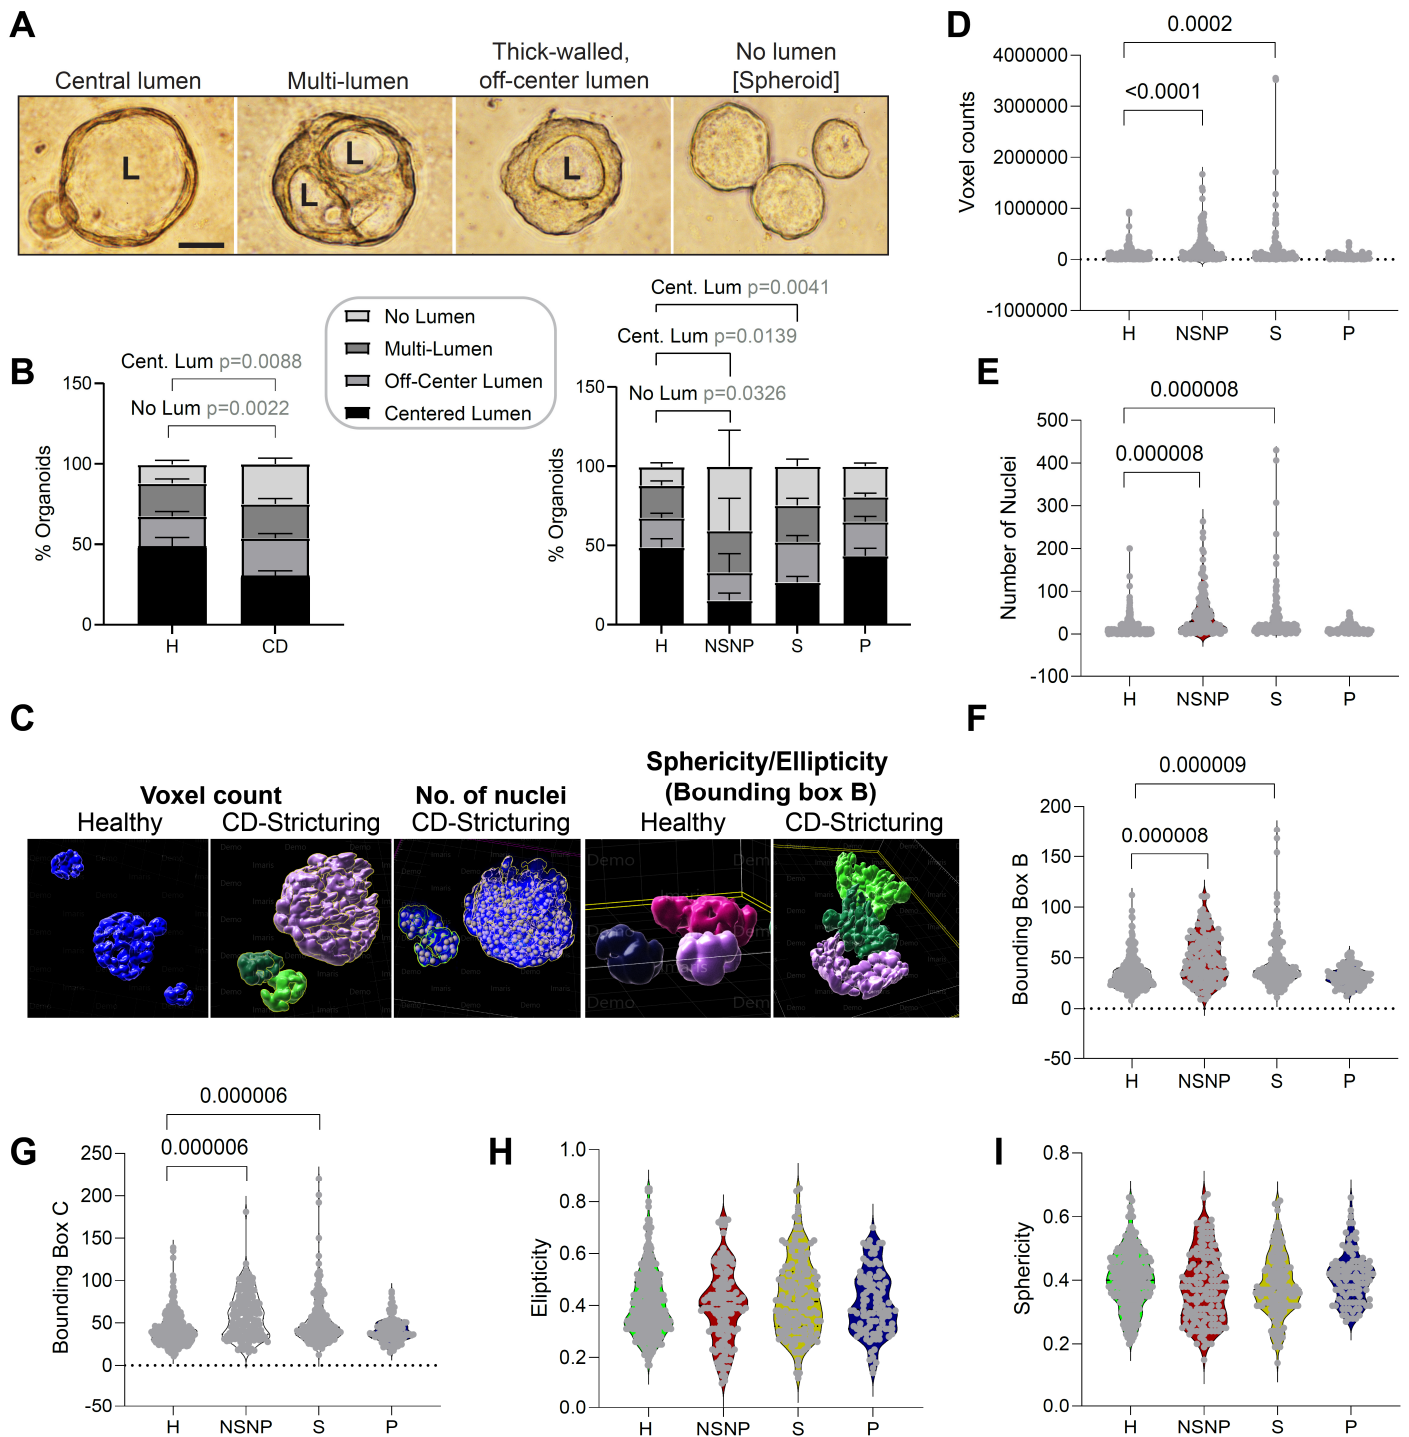 A
Central lumen
Multi-lumen
Thick-walled,
off-center lumen
No lumen
[Spheroid]
L
L
L
L
B
Cent. Lum p=0.0088
No Lum p=0.0022
150
100
50
0
% Organoids
H
CD
No Lumen
Multi-Lumen
Off-Center Lumen
Centered Lumen
Cent. Lum p=0.0041
Cent. Lum p=0.0139
No Lum p=0.0326
150
100
50
0
% Organoids
H
NSNP
S
P
C
Voxel count
Healthy
CD-Stricturing
No. of nuclei
CD-Stricturing
Sphericity/Ellipticity
(Bounding box B)
Healthy
CD-Stricturing
Demo
Imaris
Demo
Demo
D
0.0002
<0.0001
4000000
3000000
2000000
1000000
0
-1000000
Voxel counts
H
NSNP
S
P
E
0.000008
0.000008
500
400
300
200
100
0
-100
Number of Nuclei
H
NSNP
S
P
F
0.000009
0.000008
200
150
100
50
0
-50
Bounding Box B
H
NSNP
S
P
G
0.000006
0.000006
250
200
150
100
50
0
-50
Bounding Box C
H
NSNP
S
P
H
1.0
0.8
0.6
0.4
0.2
0.0
Elipticity
H
NSNP
S
P
I
0.8
0.6
0.4
0.2
0.0
Sphericity
H
NSNP
S
P